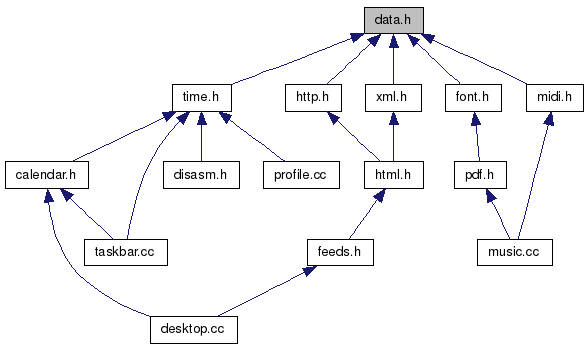 data.h
time.h
http.h
xml.h
font.h
midi.h
calendar.h
disasm.h
profile.cc
html.h
pdf.h
taskbar.cc
feeds.h
music.cc
desktop.cc